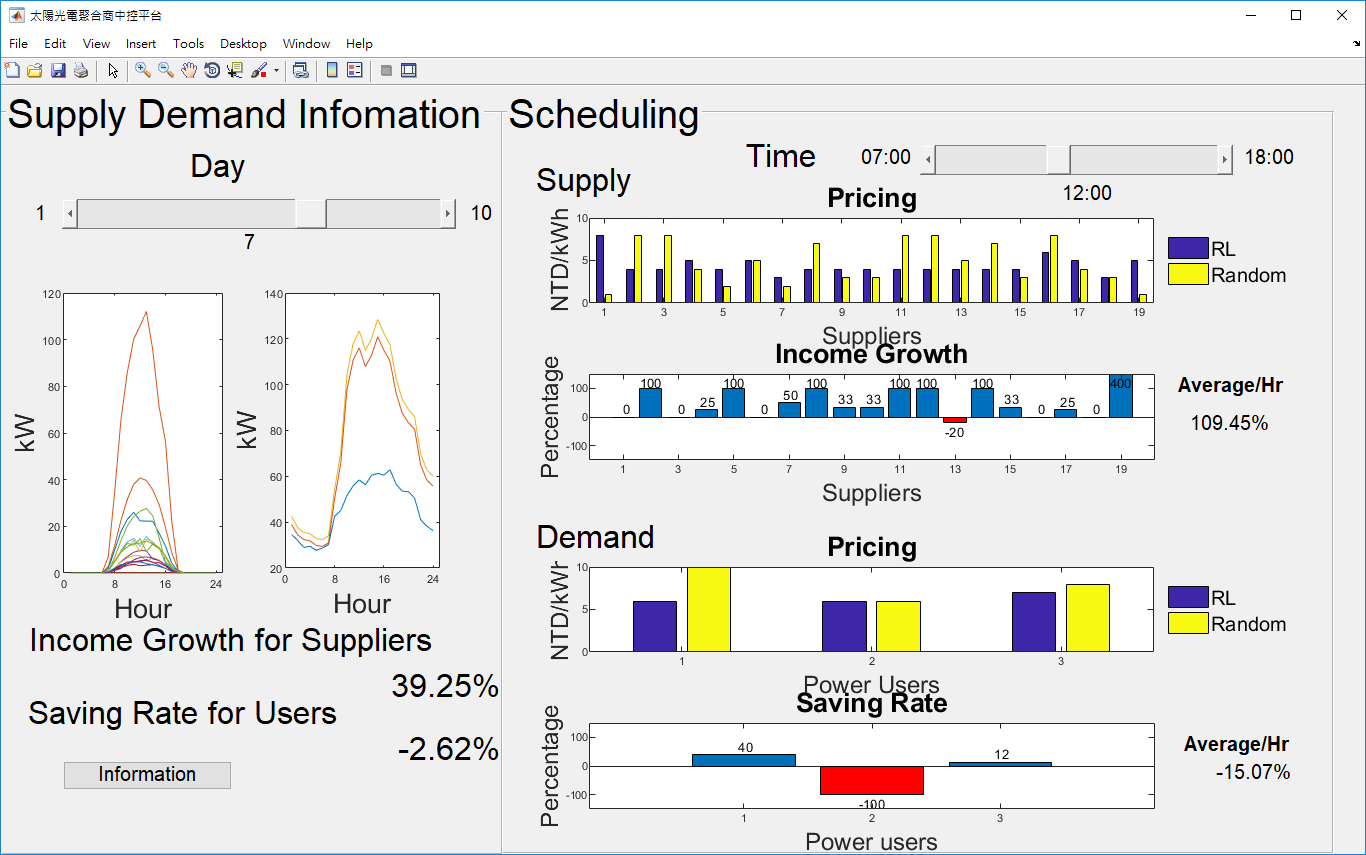 太陽光電聚合商中控平台
File Edit View Insert Tools Desktop Window Help
Supply Demand Infomation
Day
1 10
7
120
100
80
60
40
20
0
0 8 16 24
kW
Hour
140
120
100
80
60
40
20
0 8 16 24
kW
Hour
Income Growth for Suppliers
39.25%
Saving Rate for Users
-2.62%
Information
Scheduling
Time 07:00 18:00
12:00
Supply
Pricing
NTD/kWh
10
5
0
1 3 5 7 9 11 13 15 17 19
Suppliers
RL
Random
Income Growth
Percentage
100
0
-100
0 100 0 25 100 0 50 100 33 33 100 100 -20 100 33 0 25 0 400
1 3 5 7 9 11 13 15 17 19
Suppliers
Average/Hr
109.45%
Demand
Pricing
NTD/kWh
10
5
0
1 2 3
Power Users
RL
Random
Saving Rate
Percentage
100
0
-100
40 -100 12
1 2 3
Power users
Average/Hr
-15.07%